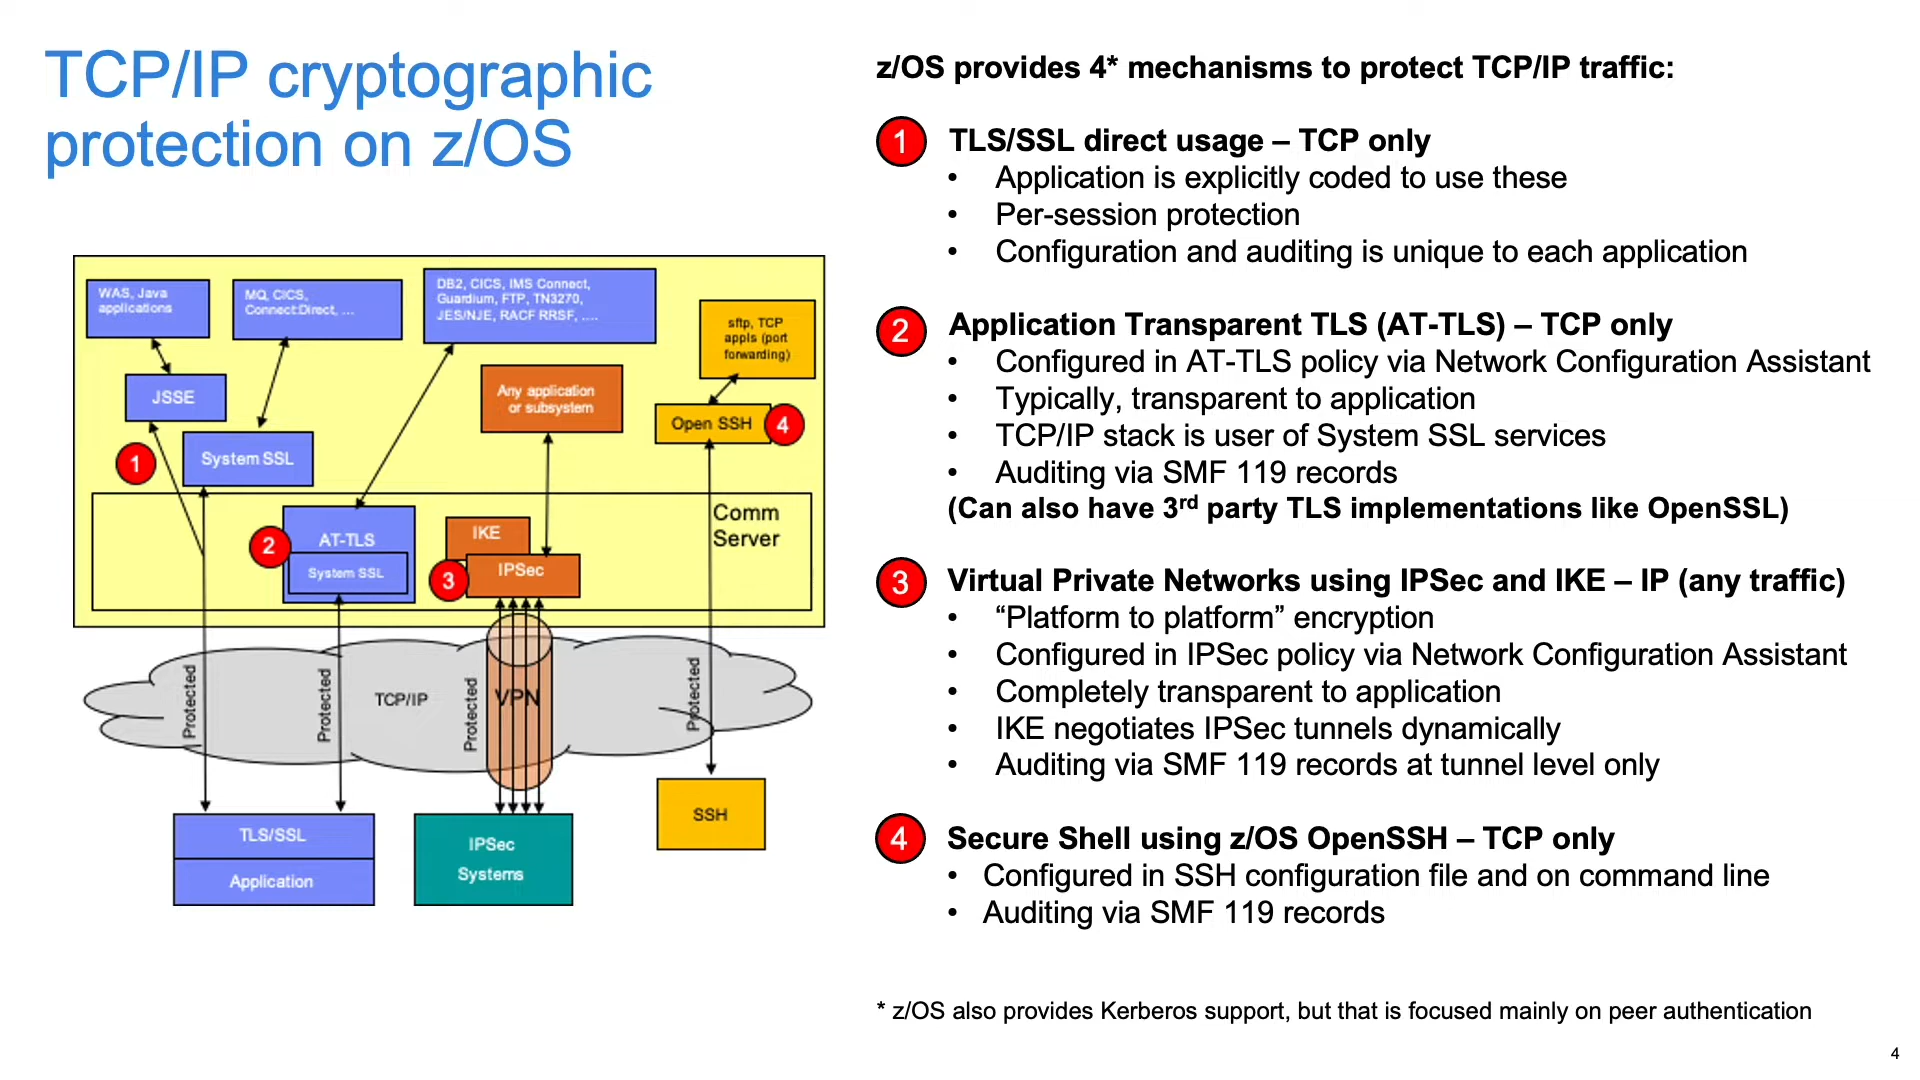 TCP/IP cryptographic
protection on z/OS
WAS, Java
applications
MQ, CICS,
Connect:Direct, ...
DB2, CICS, IMS Connect,
Guardium, FTP, TN3270,
JES/NJE, RACF RRSF, ....
sftp, TCP
appls (port
forwarding)
JSSE
Any application
or subsystem
Open SSH
4
1
System SSL
Comm
Server
2
AT-TLS
System SSL
IKE
3
IPSec
Protected
Protected
TCP/IP
Protected
VPN
Protected
TLS/SSL
Application
IPSec
Systems
SSH
z/OS provides 4* mechanisms to protect TCP/IP traffic:
1 TLS/SSL direct usage – TCP only
• Application is explicitly coded to use these
• Per-session protection
• Configuration and auditing is unique to each application
2 Application Transparent TLS (AT-TLS) – TCP only
• Configured in AT-TLS policy via Network Configuration Assistant
• Typically, transparent to application
• TCP/IP stack is user of System SSL services
• Auditing via SMF 119 records
(Can also have 3rd party TLS implementations like OpenSSL)
3 Virtual Private Networks using IPSec and IKE – IP (any traffic)
• “Platform to platform” encryption
• Configured in IPSec policy via Network Configuration Assistant
• Completely transparent to application
• IKE negotiates IPSec tunnels dynamically
• Auditing via SMF 119 records at tunnel level only
4 Secure Shell using z/OS OpenSSH – TCP only
• Configured in SSH configuration file and on command line
• Auditing via SMF 119 records
* z/OS also provides Kerberos support, but that is focused mainly on peer authentication
4